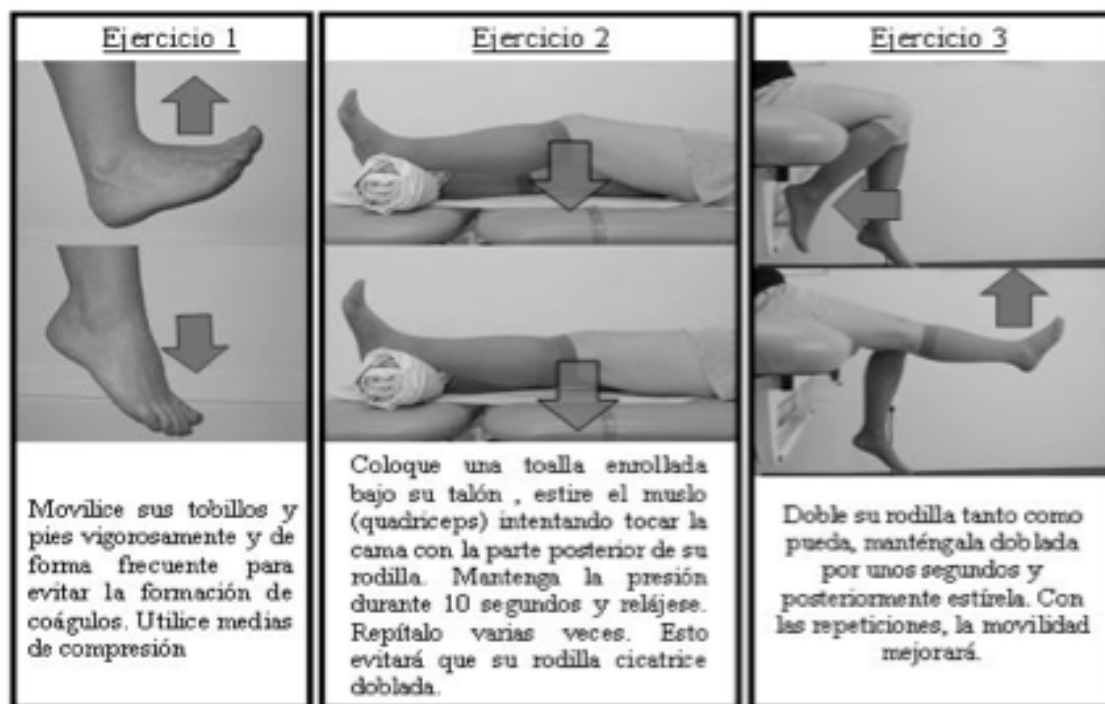 Ejercicio 1
Movilice sus tobillos y
pies vigorosamente y de
forma frecuente para
evitar la formación de
coágulos. Utilice medias
de compresión
Ejercicio 2
Coloque una toalla enrollada
bajo su talón , estire el muslo
(quadriceps) intentando tocar la
cama con la parte posterior de su
rodilla. Mantenga la presión
durante 10 segundos y relájese.
Repítalo varias veces. Esto
evitará que su rodilla cicatrice
doblada.
Ejercicio 3
Doble su rodilla tanto como
pueda, manténgala doblada
por unos segundos y
posteriormente estírela. Con
las repeticiones, la movilidad
mejorará.